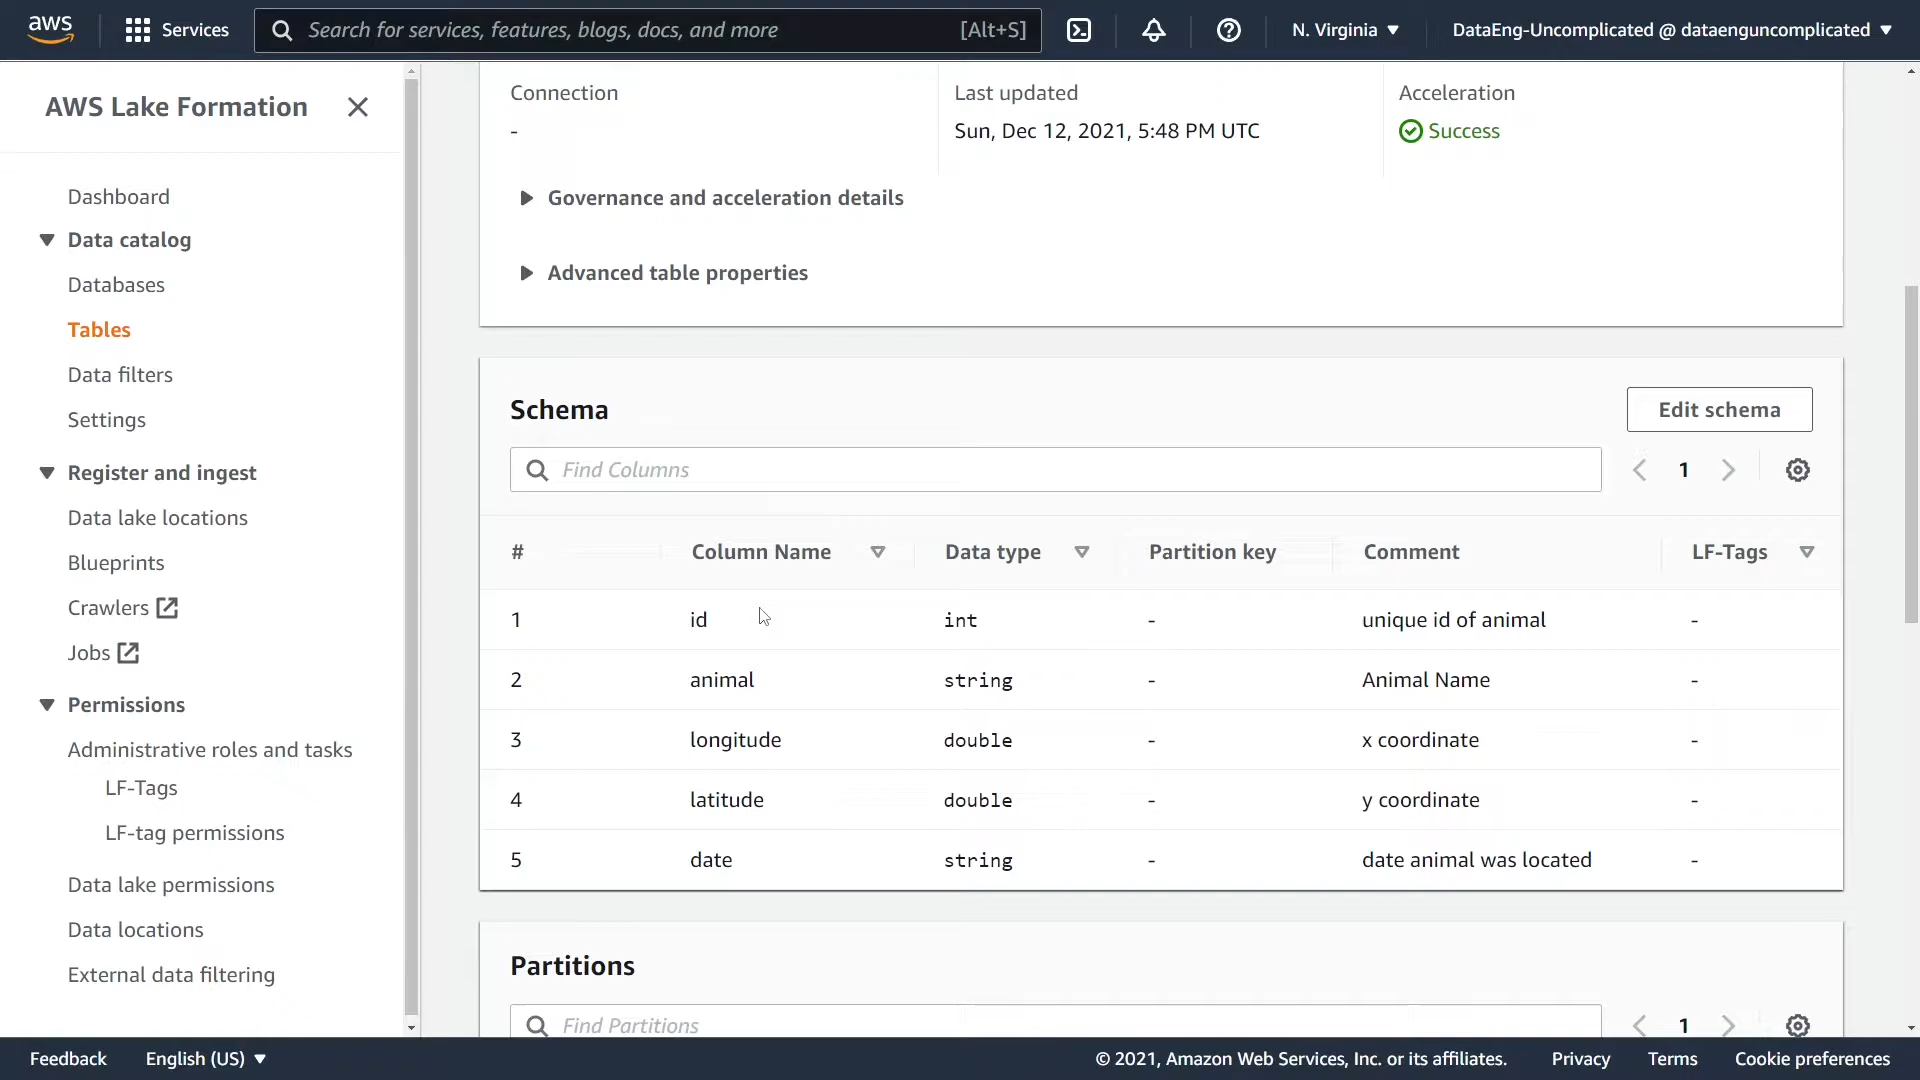 aws Services Search for services, features, blogs, docs, and more [Alt+S] N. Virginia DataEng-Uncomplicated @ dataenguncomplicated
AWS Lake Formation
Dashboard
Data catalog
Databases
Tables
Data filters
Settings
Register and ingest
Data lake locations
Blueprints
Crawlers
Jobs
Permissions
Administrative roles and tasks
LF-Tags
LF-tag permissions
Data lake permissions
Data locations
External data filtering
Connection Last updated Acceleration
- Sun, Dec 12, 2021, 5:48 PM UTC Success
Governance and acceleration details
Advanced table properties
Schema Edit schema
Find Columns 1
# Column Name Data type Partition key Comment LF-Tags
1 id int - unique id of animal -
2 animal string - Animal Name -
3 longitude double - x coordinate -
4 latitude double - y coordinate -
5 date string - date animal was located -
Partitions
Find Partitions 1
Feedback English (US) © 2021, Amazon Web Services, Inc. or its affiliates. Privacy Terms Cookie preferences